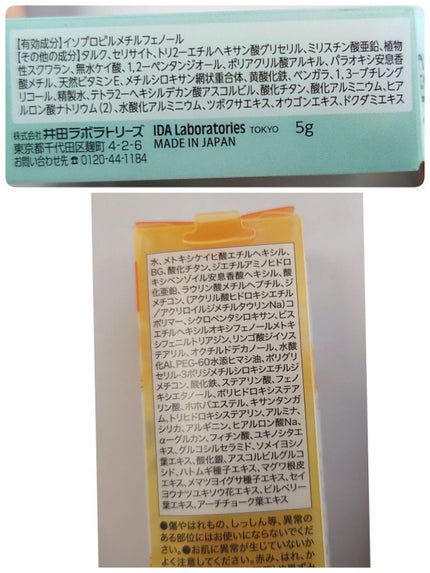 【有効成分】イソプロピルメチルフェノール
【その他の成分】タルク、セリサイト、トリ2－エチルヘキサン酸グリセリル、ミリスチン酸亜鉛、植物
性スクワラン、無水ケイ酸、1,2－ペンタンジオール、ポリアクリル酸アルキル、パラオキシ安息香
酸メチル、天然ビタミンE、メチルシロキサン網状重合体、黄酸化鉄、ベンガラ、1,3－ブチレング
リコール、精製水、テトラ2－ヘキシルデカン酸アスコルビル、酸化チタン、酸化アルミニウム、ヒア
ルロン酸ナトリウム(2)、水酸化アルミニウム、ツボクサエキス、オウゴンエキス、ドクダミエキス
株式会社 井田ラボラトリーズ IDA Laboratories TOKYO 5g
東京都千代田区麹町 4-2-6 MADE IN JAPAN
お問い合わせ先 ☎ 0120-44-1184
水、メトキシケイヒ酸エチルヘキシル、
BG、酸化チタン、ジエチルアミノヒドロ
キシベンゾイル安息香酸ヘキシル、酸
化亜鉛、ラウリン酸メチルヘプチル、ジ
メチコン、(アクリル酸ヒドロキシエチル
/アクリロイルジメチルタウリンNa)コ
ポリマー、シクロペンタシロキサン、ビス
エチルヘキシルオキシフェノールメトキ
シフェニルトリアジン、リンゴ酸ジイソス
テアリル、オクチルドデカノール、水酸
化Al、PEG-60水添ヒマシ油、ポリグリ
セリル-3ポリジメチルシロキシエチルジ
メチコン、酸化鉄、ステアリン酸、フェノ
キシエタノール、ポリヒドロキシステア
リン酸、ホホバエステル、キサンタンガ
ム、トリヒドロキシステアリン、アルミナ、
シリカ、アルギニン、ヒアルロン酸Na、
α-グルカン、フィチン酸、ユキノシタエ
キス、グルコシルセラミド、ソメイヨシノ
葉エキス、酸化銀、アスコルビルグルコ
シド、ハトムギ種子エキス、マグワ根皮
エキス、メマツヨイグサ種子エキス、セイ
ヨウナツユキソウ花エキス、ビルベリー
葉エキス、アーチチョーク葉エキス
●傷やはれもの、しっしん等、異常の
ある部位にはお使いにならないでくださ
い。●お肌に異常が生じていないか
よく注意してください。赤み、はれ、か